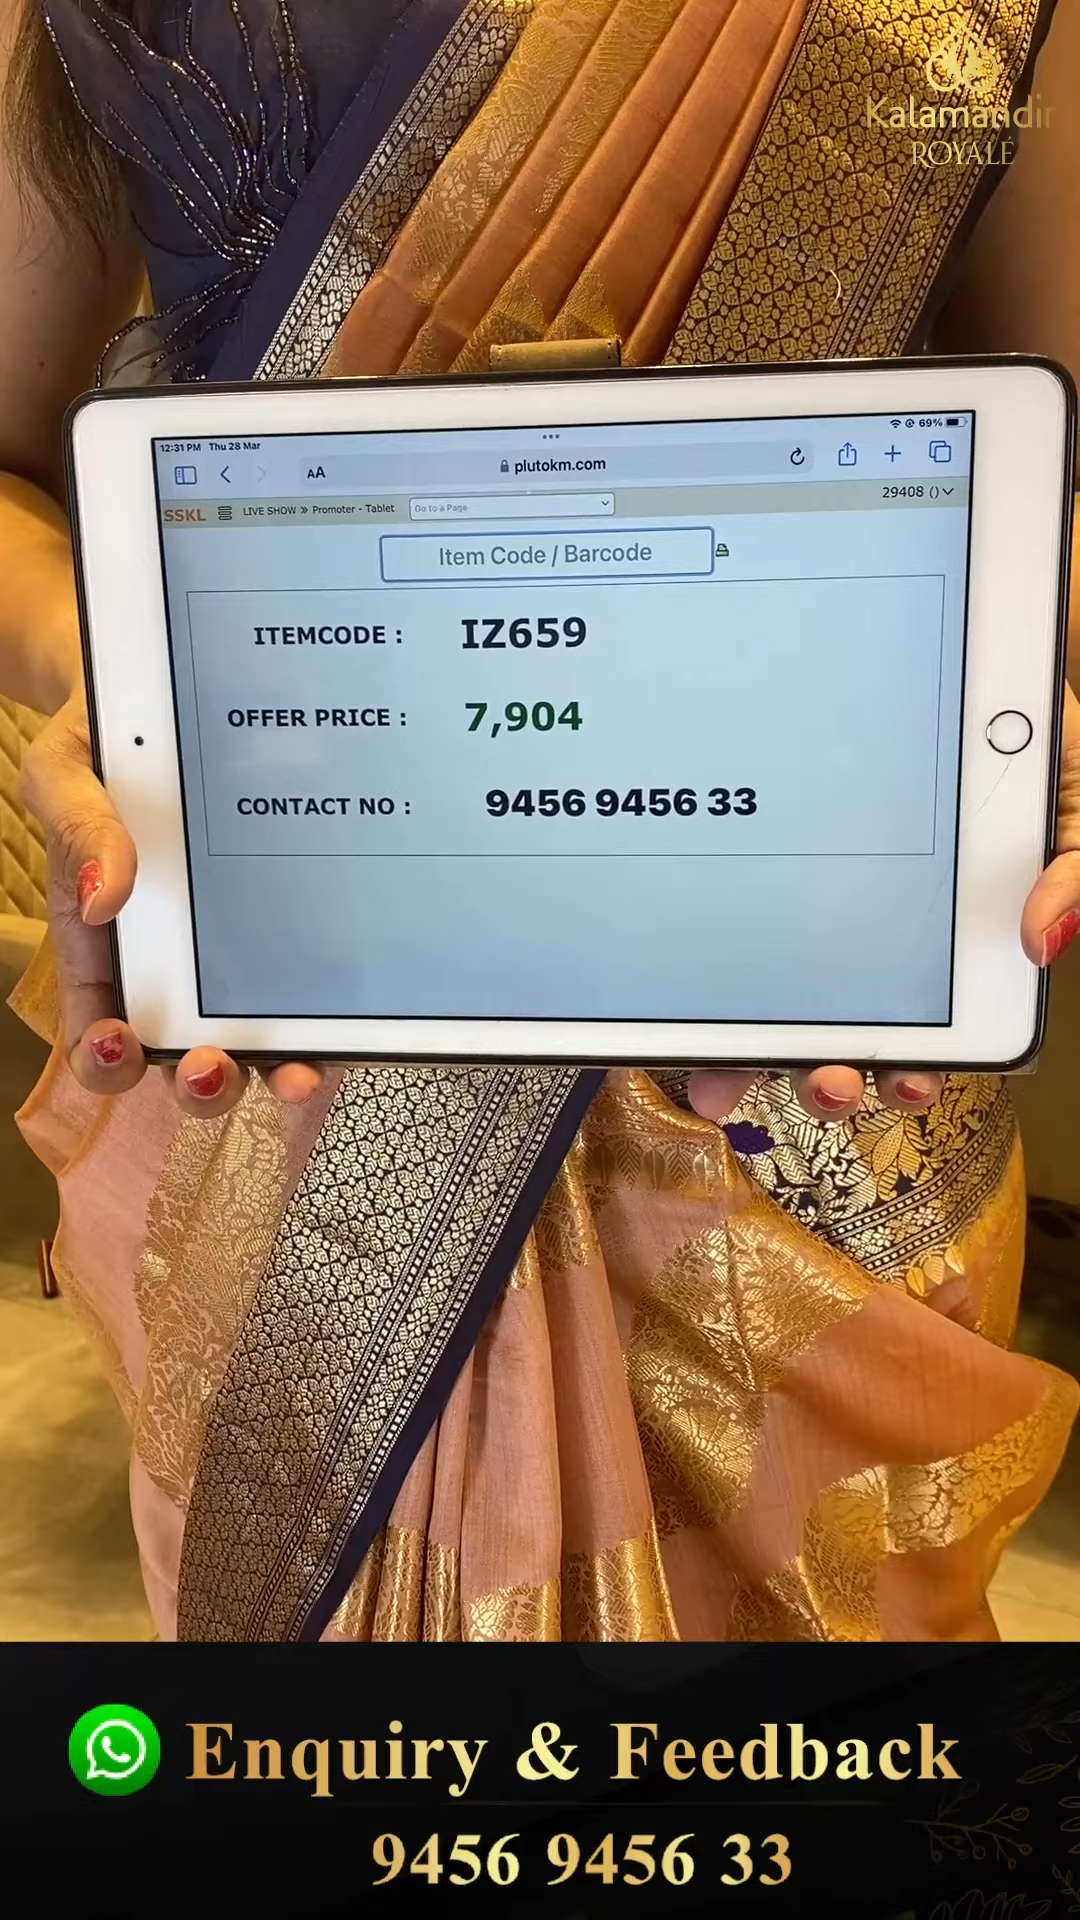 Kalamandir
ROYALE
12:31 PM Thu 28 Mar
69%
AA
plutokm.com
SSKL
LIVE SHOW » Promoter - Tablet
Go to a Page
29408 ()
Item Code / Barcode
ITEMCODE : IZ659
OFFER PRICE : 7,904
CONTACT NO : 9456 9456 33
Enquiry & Feedback
9456 9456 33